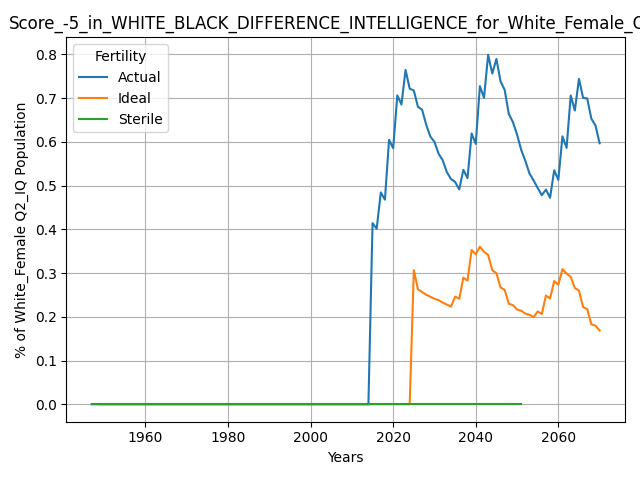 Score_-5_in_WHITE_BLACK_DIFFERENCE_INTELLIGENCE_for_White_Female_
% of White_Female Q2_IQ Population
0.8
0.7
0.6
0.5
0.4
0.3
0.2
0.1
0.0
Fertility
Actual
Ideal
Sterile
1960
1980
2000
2020
2040
2060
Years